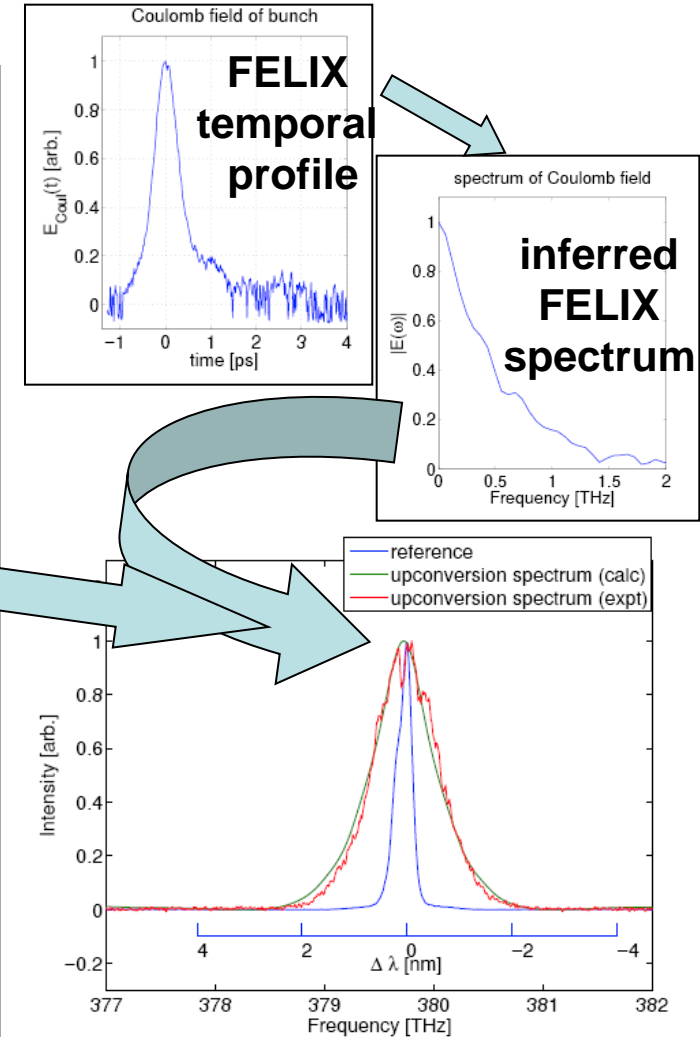 Coulomb field of bunch
FELIX
temporal
profile
E_Coul(t) [arb.]
1
0.8
0.6
0.4
0.2
0
−1 0 1 2 3 4
time [ps]
spectrum of Coulomb field
inferred
FELIX
spectrum
|E(ω)|
1
0.8
0.6
0.4
0.2
0
0 0.5 1 1.5 2
Frequency [THz]
reference
upconversion spectrum (calc)
upconversion spectrum (expt)
Intensity [arb.]
1
0.8
0.6
0.4
0.2
0
−0.2
4 2 0 −2 −4
Δ λ [nm]
377 378 379 380 381 382
Frequency [THz]